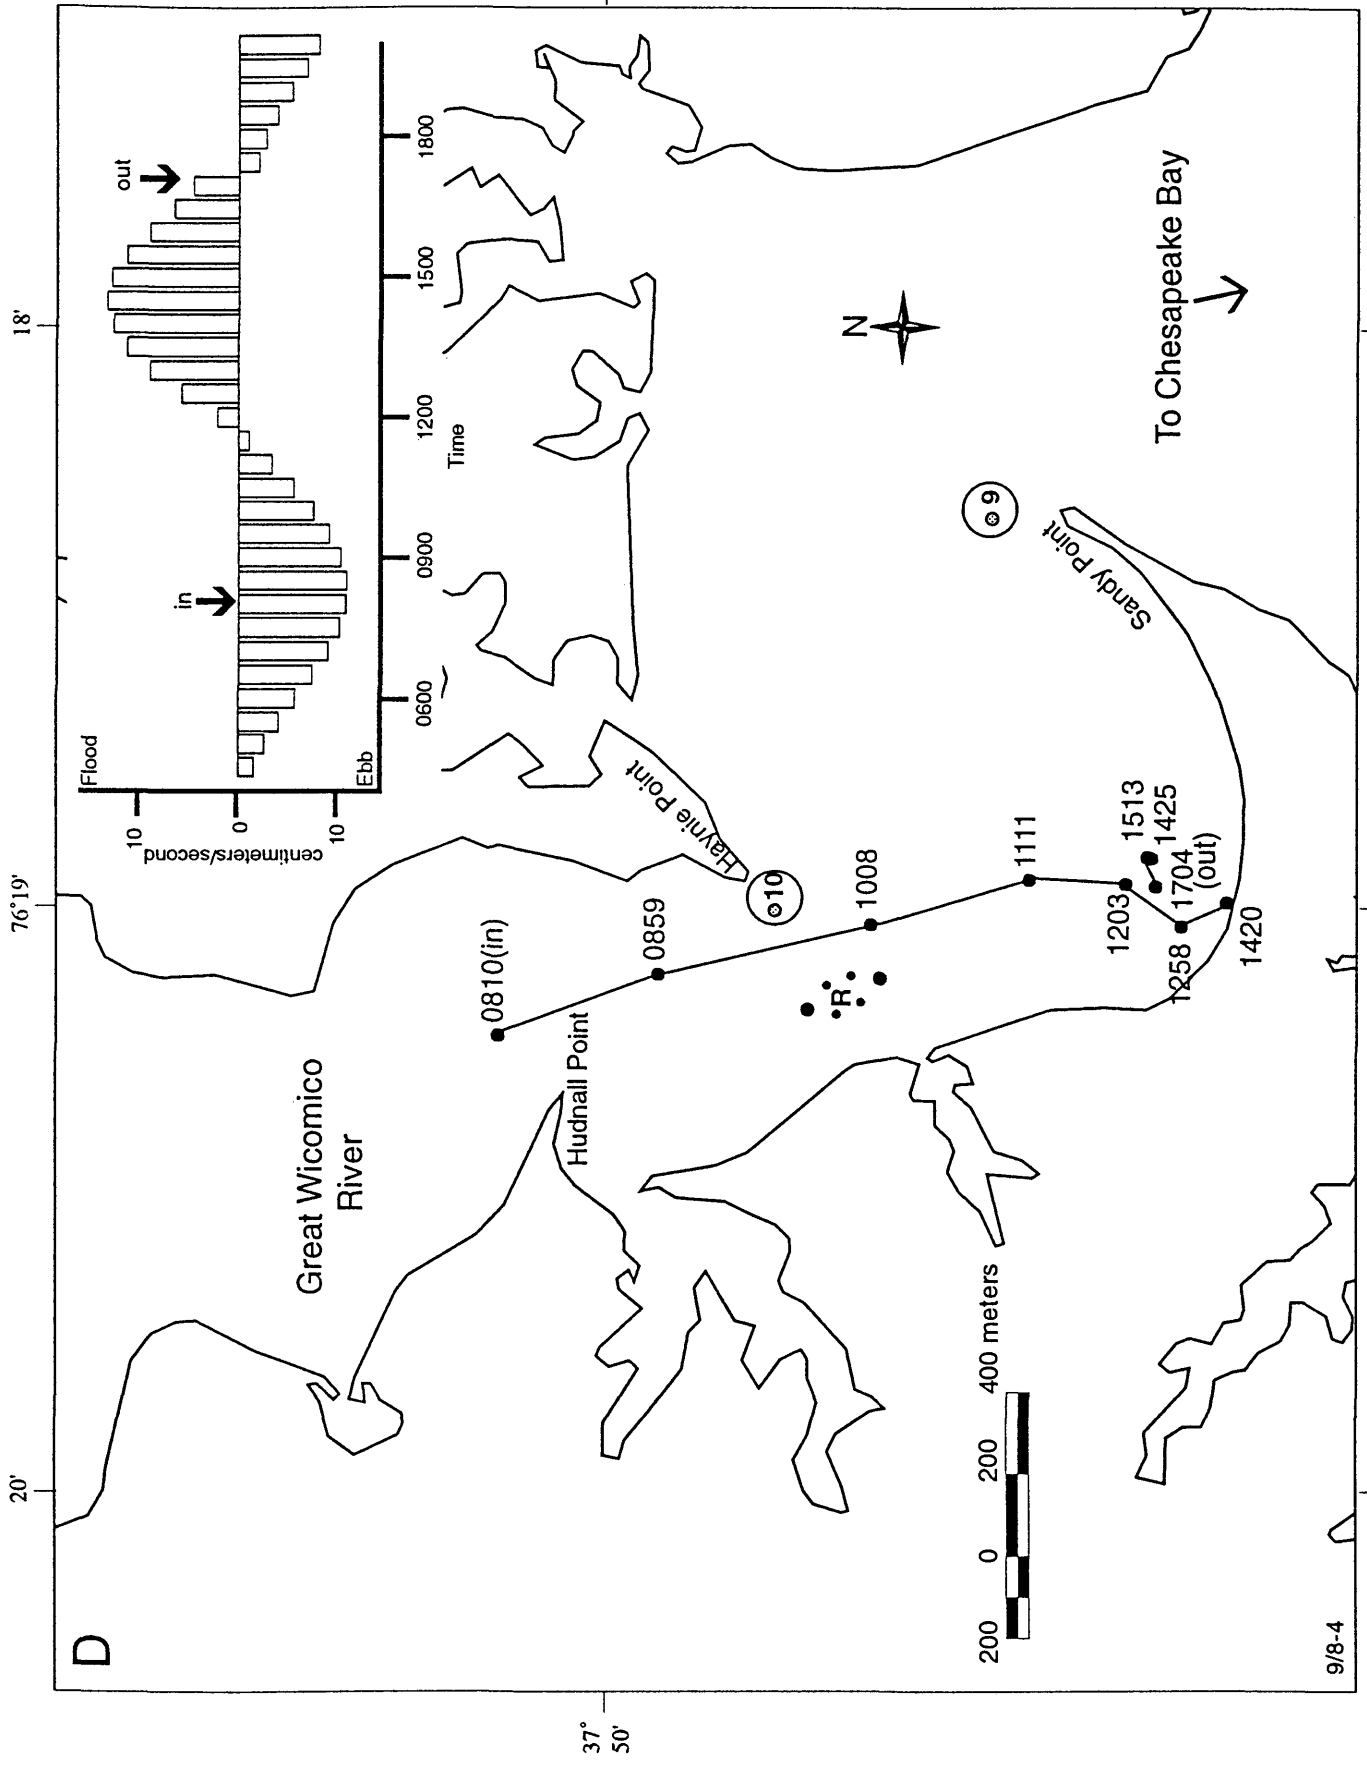 D
20'
76°19'
18'
37°
50'
Flood
Ebb
10
0
10
centimeters/second
in
out
0600
0900
1200
1500
1800
Time
Great Wicomico
River
Hudnall Point
Haynie Point
Sandy Point
0810(in)
0859
10
1008
R
1111
1203
1513
1425
1704
(out)
1258
1420
9
N
To Chesapeake Bay
200
0
200
400 meters
9/8-4